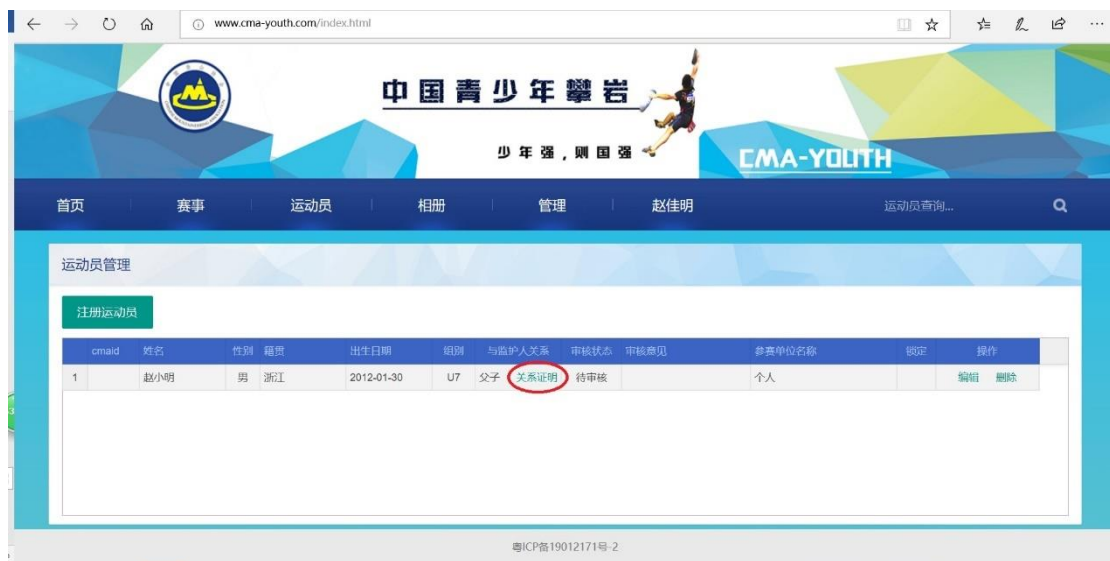 www.cma-youth.com/index.html
中国青少年攀岩
少年强,则国强
CMA-YOUTH
首页 赛事 运动员 相册 管理 赵佳明 运动员查询...
运动员管理
注册运动员
cmaid 姓名 性别 籍贯 出生日期 组别 与监护人关系 审核状态 审核意见 参赛单位名称 锁定 操作
1 赵小明 男 浙江 2012-01-30 U7 父子 关系证明 待审核 个人 编辑 删除
粤ICP备19012171号-2